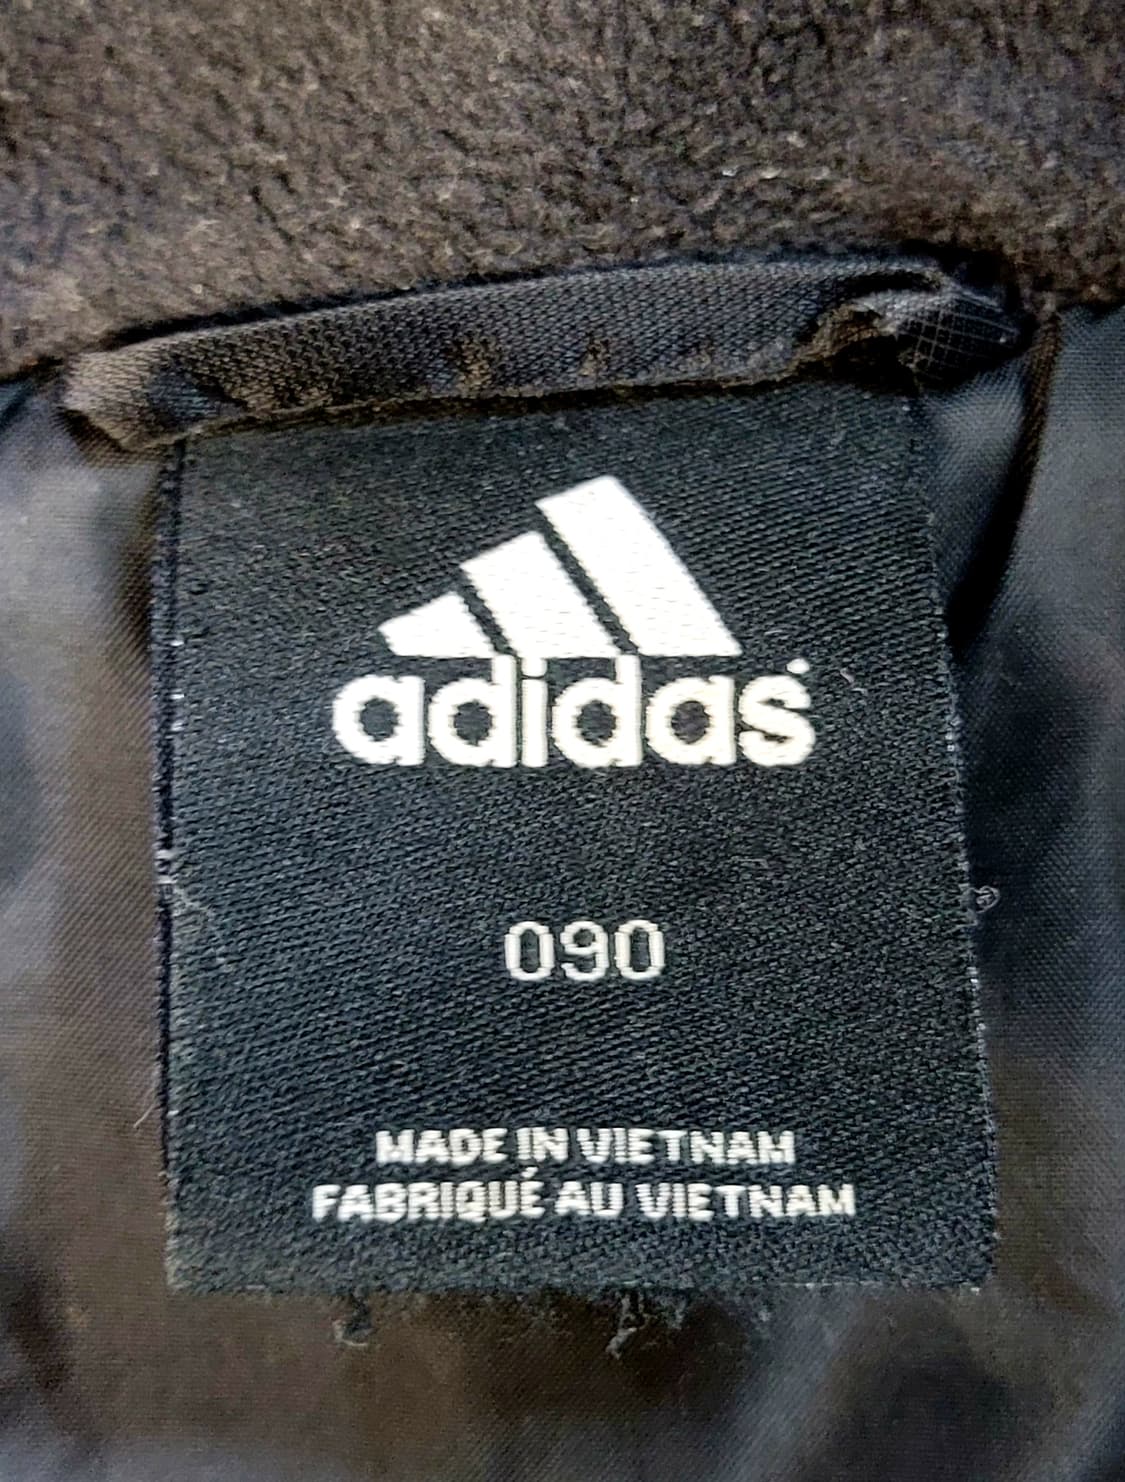 adidas
090
MADE IN VIETNAM
FABRIQUÉ AU VIETNAM